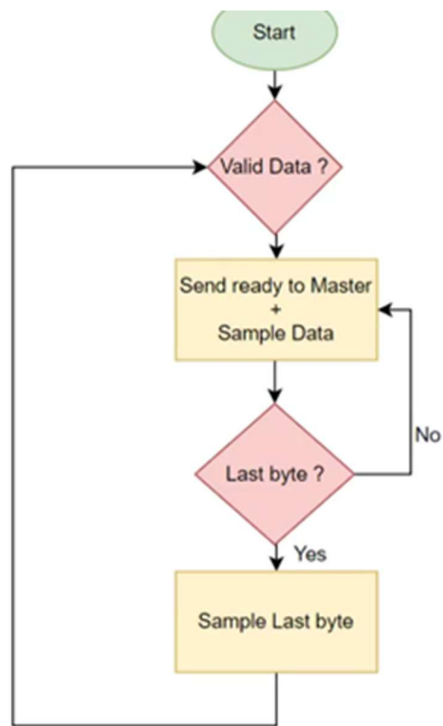 Start
Valid Data ?
Send ready to Master
+
Sample Data
No
Last byte ?
Yes
Sample Last byte